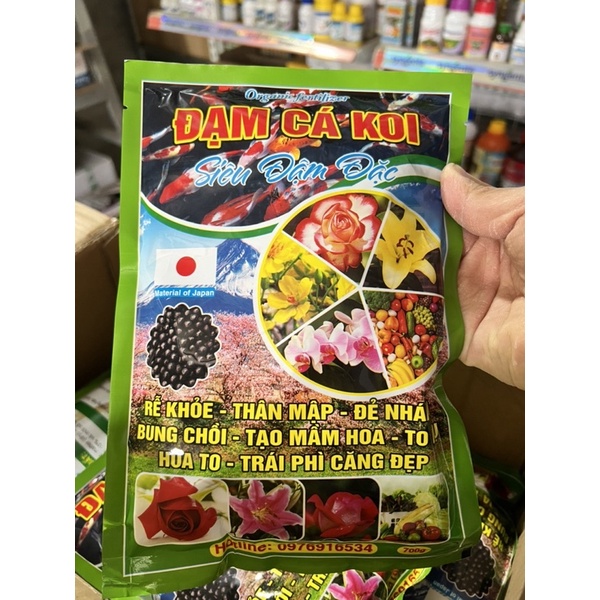 Organic fertilizer
ĐẠM CÁ KOI
Siêu Đậm Đặc
Material of Japan
RỄ KHỎE - THÂN MẬP - ĐẺ NHÁ
BUNG CHỒI - TẠO MẦM HOA - TO
HOA TO - TRÁI PHÌ CĂNG ĐẸP
Hotline: 0976916534
700g